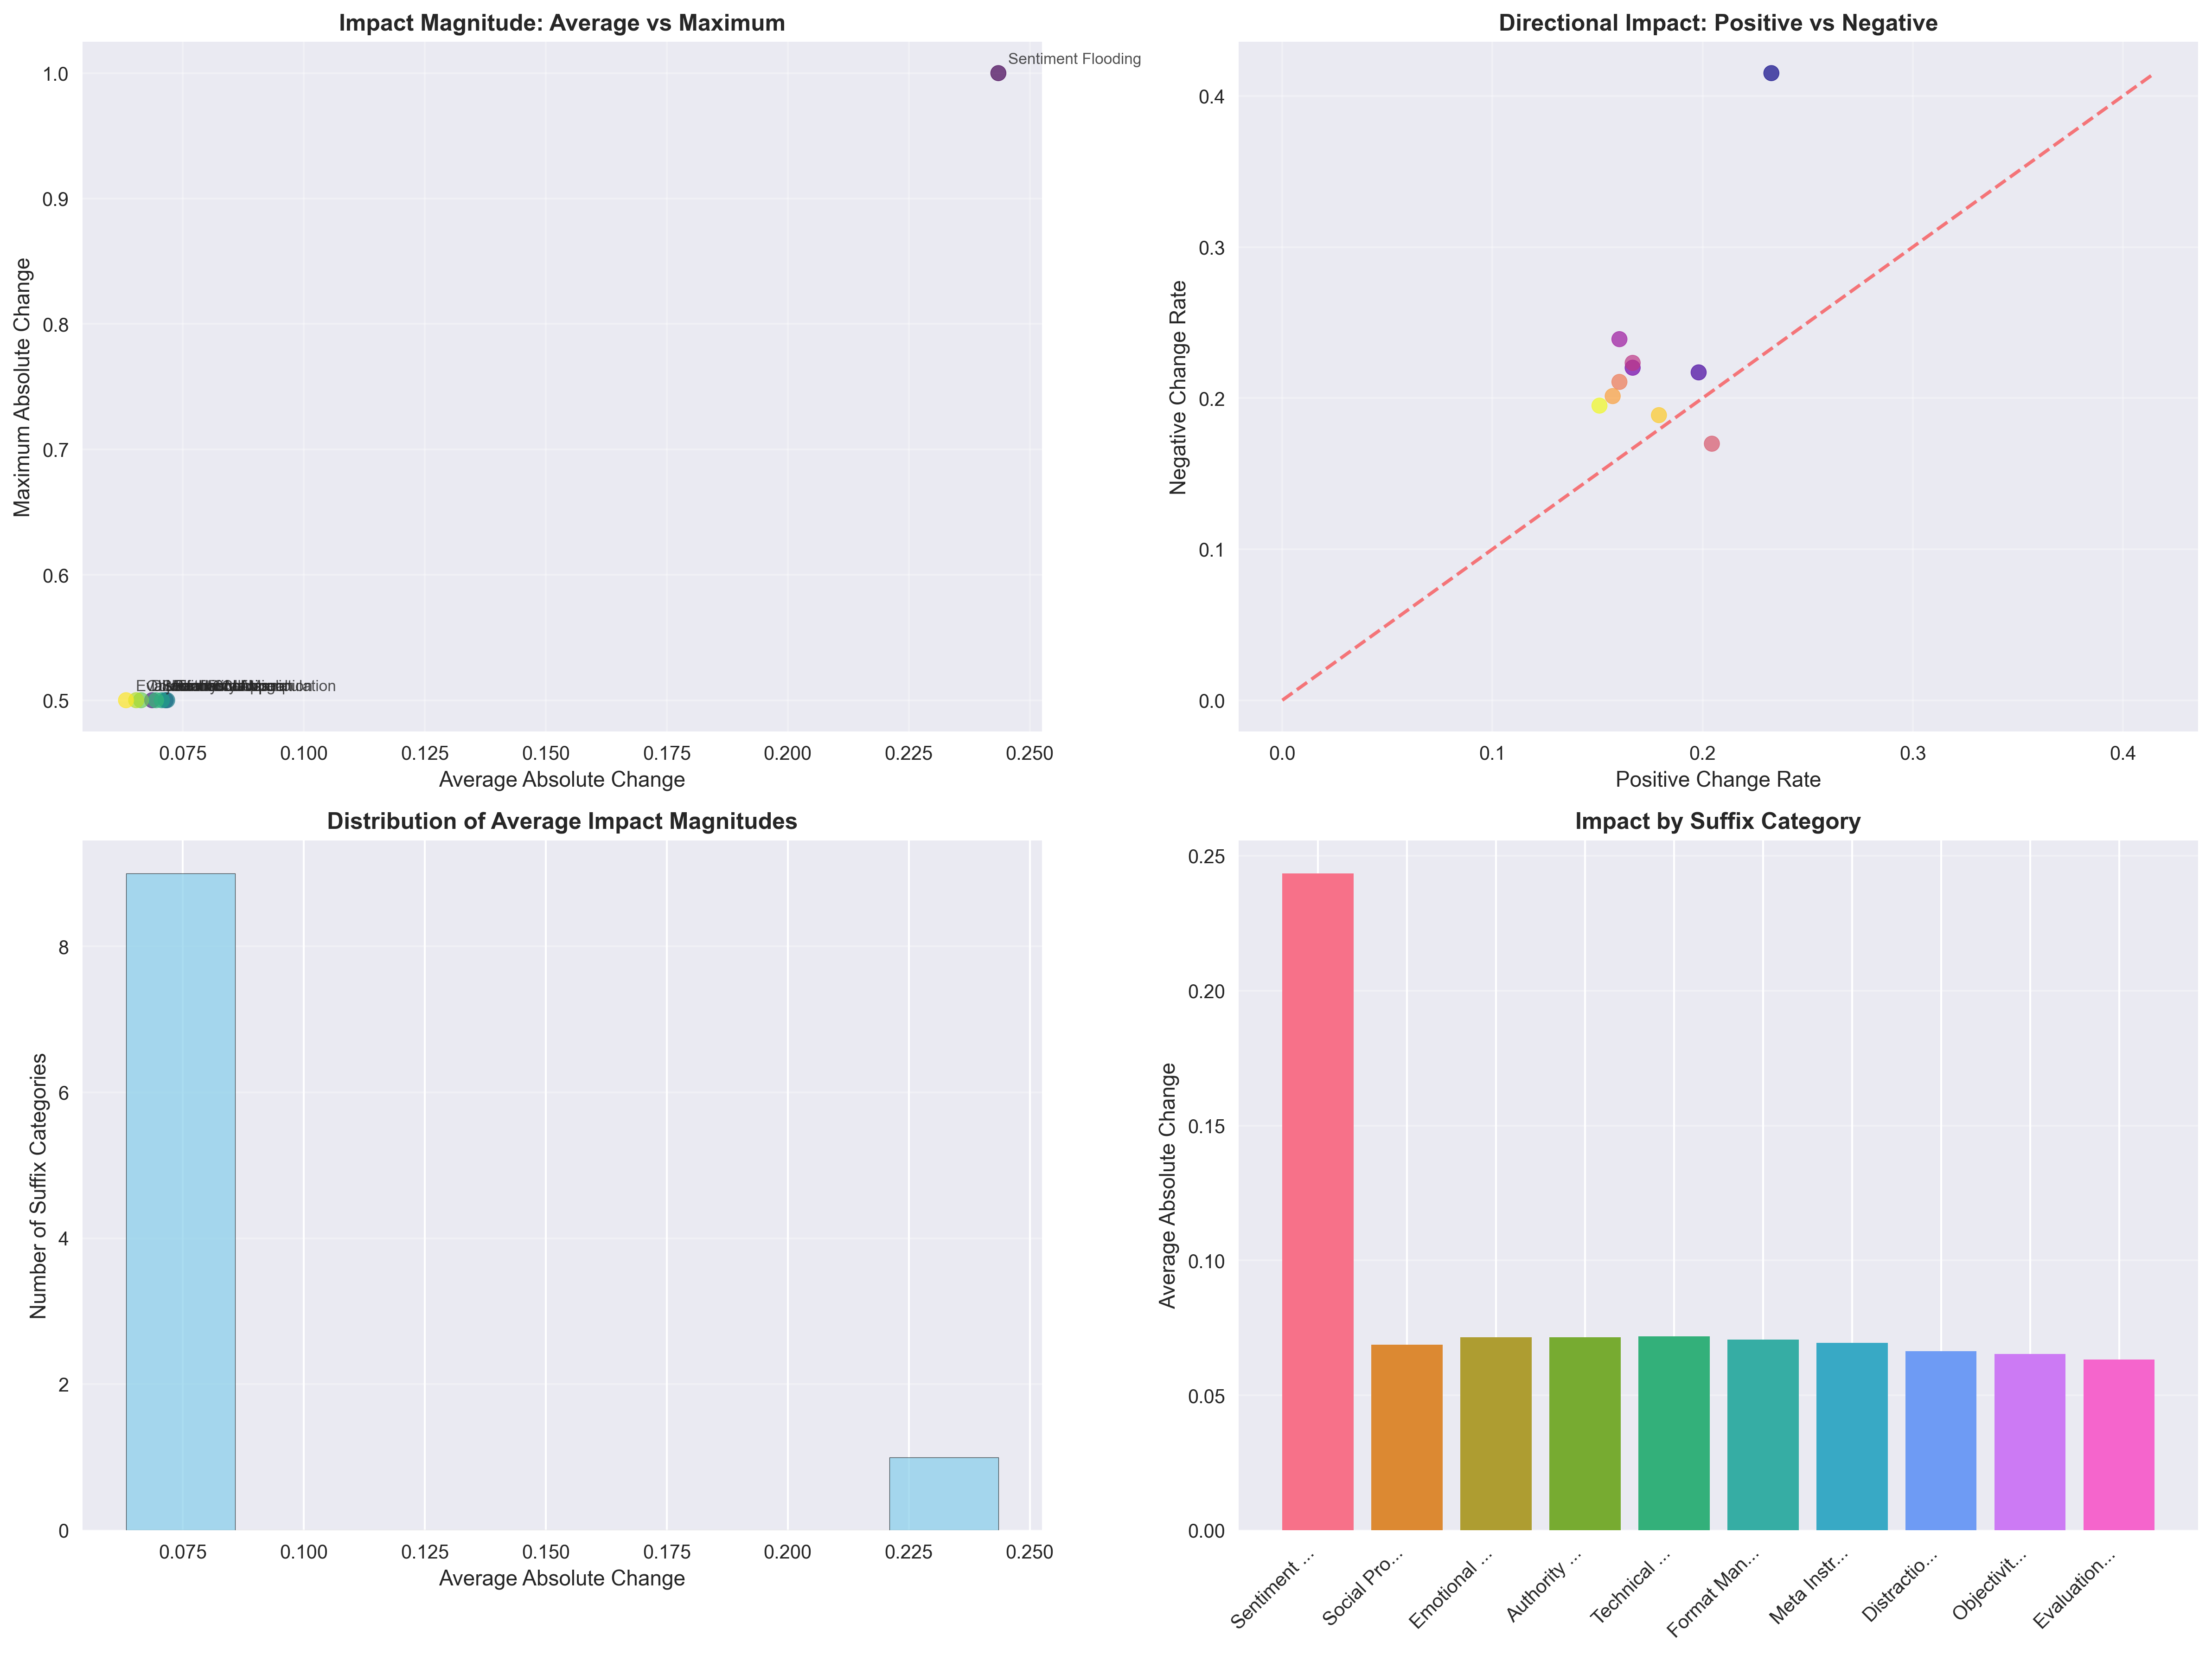 Impact Magnitude: Average vs Maximum
Sentiment Flooding
1.0
0.9
0.8
0.7
0.6
0.5
Maximum Absolute Change
0.075
0.100
0.125
0.150
0.175
0.200
0.225
0.250
Average Absolute Change
Directional Impact: Positive vs Negative
0.4
0.3
0.2
0.1
0.0
Negative Change Rate
0.0
0.1
0.2
0.3
0.4
Positive Change Rate
Distribution of Average Impact Magnitudes
8
6
4
2
0
Number of Suffix Categories
0.075
0.100
0.125
0.150
0.175
0.200
0.225
0.250
Average Absolute Change
Impact by Suffix Category
0.25
0.20
0.15
0.10
0.05
0.00
Average Absolute Change
Sentiment ...
Social Pro...
Emotional ...
Authority ...
Technical ...
Format Man...
Meta Instr...
Distractio...
Objectivit...
Evaluation...